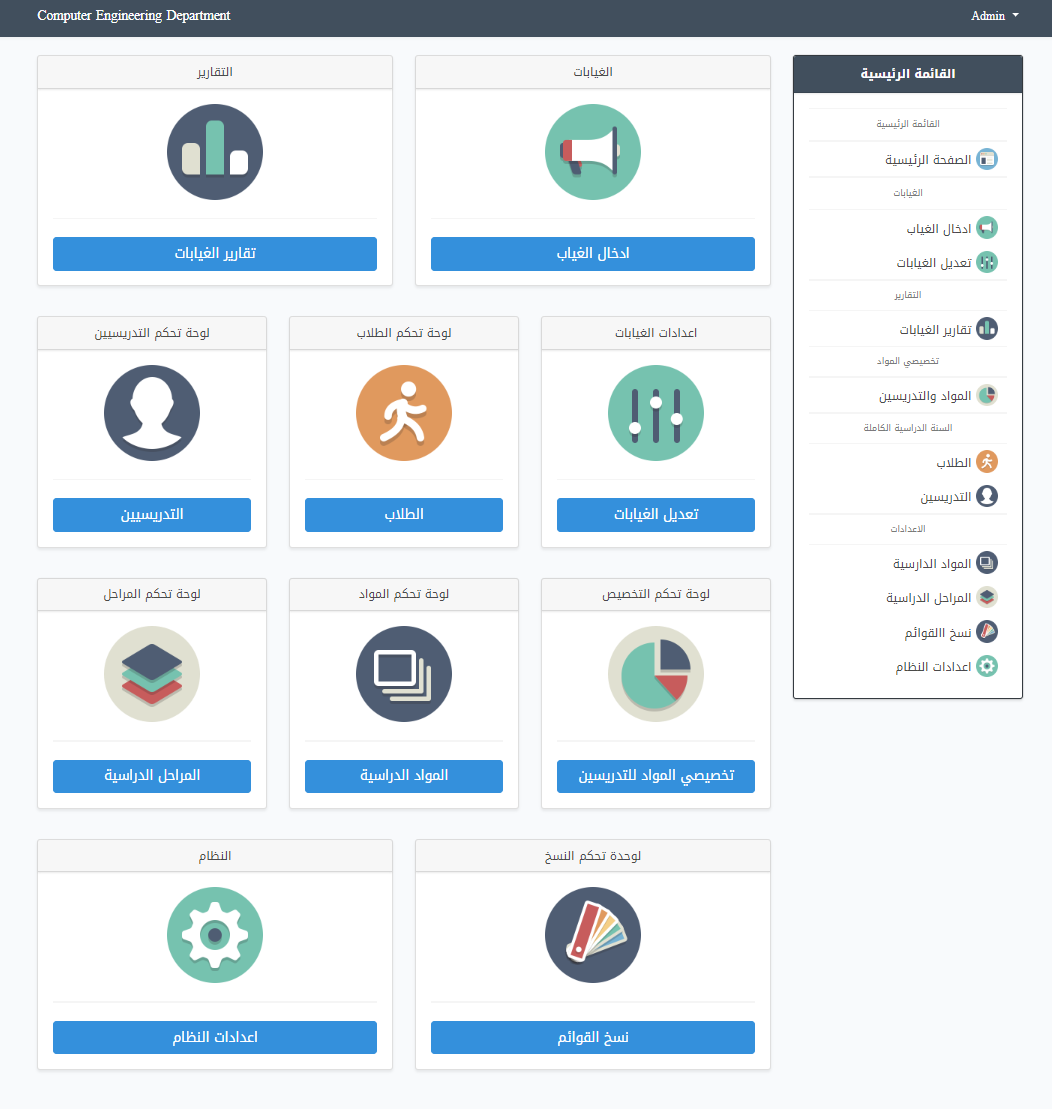 Computer Engineering Department
Admin
القائمة الرئيسية
القائمة الرئيسية
الصفحة الرئيسية
الغيابات
ادخال الغياب
تعديل الغيابات
التقارير
تقارير الغيابات
تخصيصي المواد
المواد والتدريسين
السنة الدراسية الكاملة
الطلاب
التدريسين
الاعدادات
المواد الدارسية
المراحل الدراسية
نسخ االقوائم
اعدادات النظام
الغيابات
ادخال الغياب
التقارير
تقارير الغيابات
اعدادات الغيابات
تعديل الغيابات
لوحة تحكم الطلاب
الطلاب
لوحة تحكم التدريسيين
التدريسيين
لوحة تحكم التخصيص
تخصيصي المواد للتدريسين
لوحة تحكم المواد
المواد الدراسية
لوحة تحكم المراحل
المراحل الدراسية
لوحدة تحكم النسخ
نسخ القوائم
النظام
اعدادات النظام